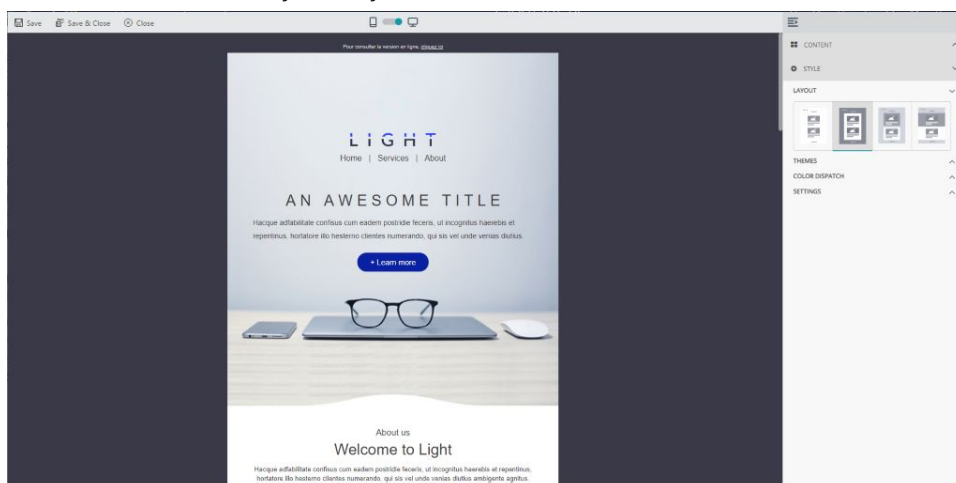 Save Save & Close Close
Pour consulter la version en ligne, cliquez ici
LIGHT
Home | Services | About
AN AWESOME TITLE
Hacque adfabilitate confisus cum eadem postridie feceris, ut incognitus haerebis et
repentinus, hortatore illo hesterno clientes numerando, qui sis vel unde venias diutius.
+ Learn more
About us
Welcome to Light
Hacque adfabilitate confisus cum eadem postridie feceris, ut incognitus haerebis et repentinus,
hortatore illo hesterno clientes numerando, qui sis vel unde venias diutius ambigente agnitus.
CONTENT
STYLE
LAYOUT
THEMES
COLOR DISPATCH
SETTINGS